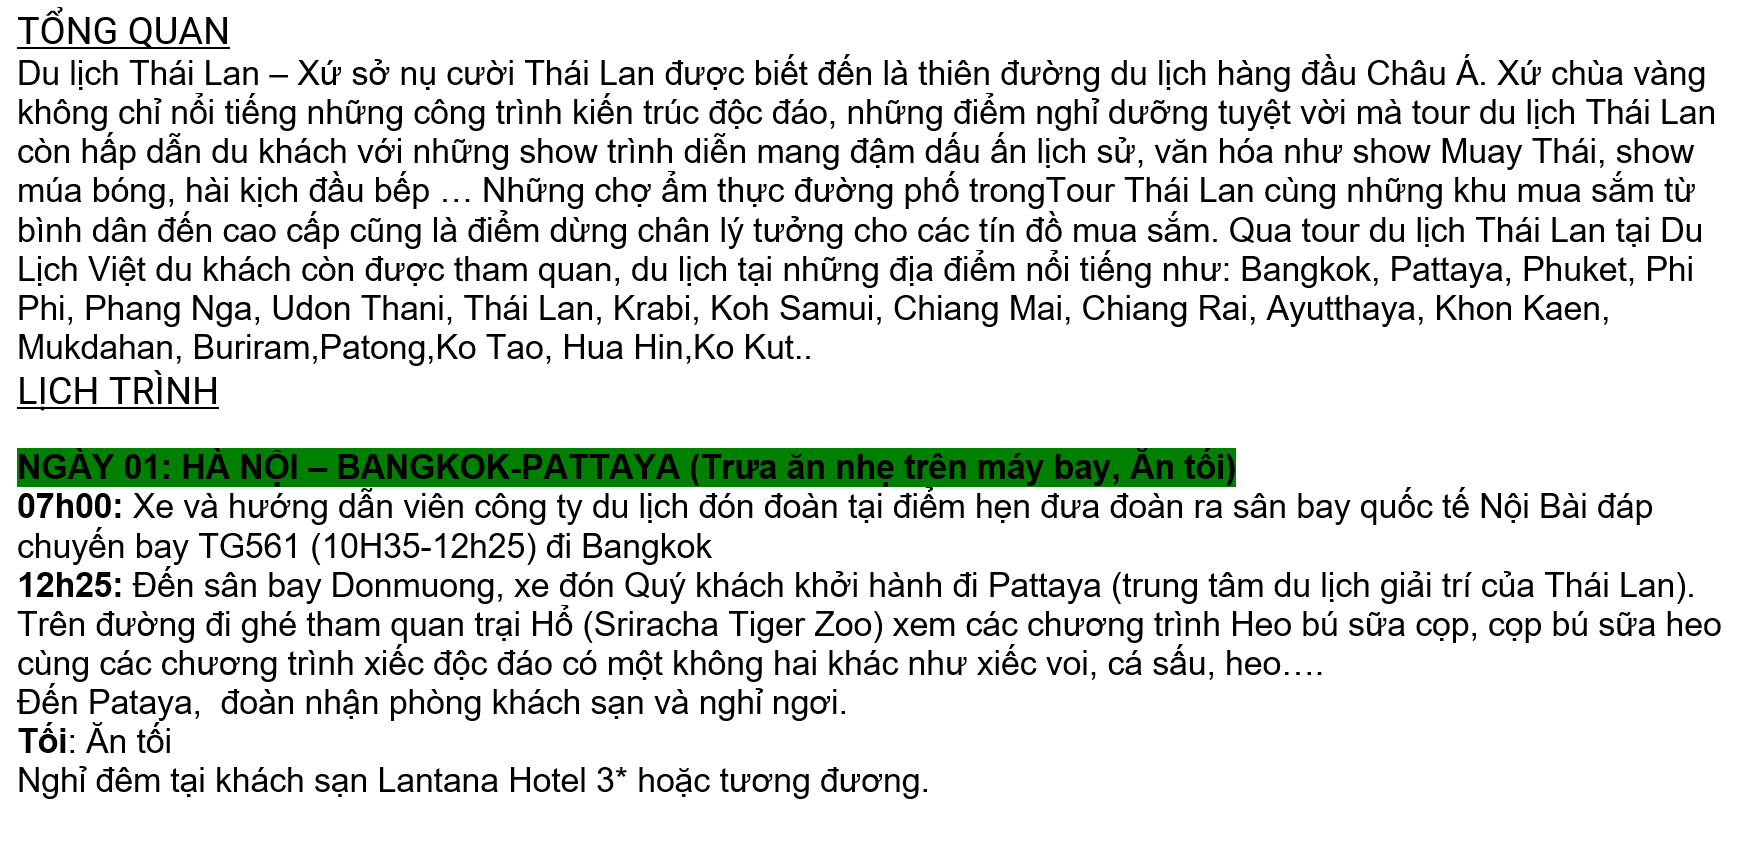 TỔNG QUAN
Du lịch Thái Lan – Xứ sở nụ cười Thái Lan được biết đến là thiên đường du lịch hàng đầu Châu Á. Xứ chùa vàng
không chỉ nổi tiếng những công trình kiến trúc độc đáo, những điểm nghỉ dưỡng tuyệt vời mà tour du lịch Thái Lan
còn hấp dẫn du khách với những show trình diễn mang đậm dấu ấn lịch sử, văn hóa như show Muay Thái, show
múa bóng, hài kịch đầu bếp … Những chợ ẩm thực đường phố trongTour Thái Lan cùng những khu mua sắm từ
bình dân đến cao cấp cũng là điểm dừng chân lý tưởng cho các tín đồ mua sắm. Qua tour du lịch Thái Lan tại Du
Lịch Việt du khách còn được tham quan, du lịch tại những địa điểm nổi tiếng như: Bangkok, Pattaya, Phuket, Phi
Phi, Phang Nga, Udon Thani, Thái Lan, Krabi, Koh Samui, Chiang Mai, Chiang Rai, Ayutthaya, Khon Kaen,
Mukdahan, Buriram,Patong,Ko Tao, Hua Hin,Ko Kut..
LỊCH TRÌNH
NGÀY 01: HÀ NỘI – BANGKOK-PATTAYA (Trưa ăn nhẹ trên máy bay, Ăn tối)
07h00: Xe và hướng dẫn viên công ty du lịch đón đoàn tại điểm hẹn đưa đoàn ra sân bay quốc tế Nội Bài đáp
chuyến bay TG561 (10H35-12h25) đi Bangkok
12h25: Đến sân bay Donmuong, xe đón Quý khách khởi hành đi Pattaya (trung tâm du lịch giải trí của Thái Lan).
Trên đường đi ghé tham quan trại Hổ (Sriracha Tiger Zoo) xem các chương trình Heo bú sữa cọp, cọp bú sữa heo
cùng các chương trình xiếc độc đáo có một không hai khác như xiếc voi, cá sấu, heo….
Đến Pataya,  đoàn nhận phòng khách sạn và nghỉ ngơi.
Tối: Ăn tối
Nghỉ đêm tại khách sạn Lantana Hotel 3* hoặc tương đương.